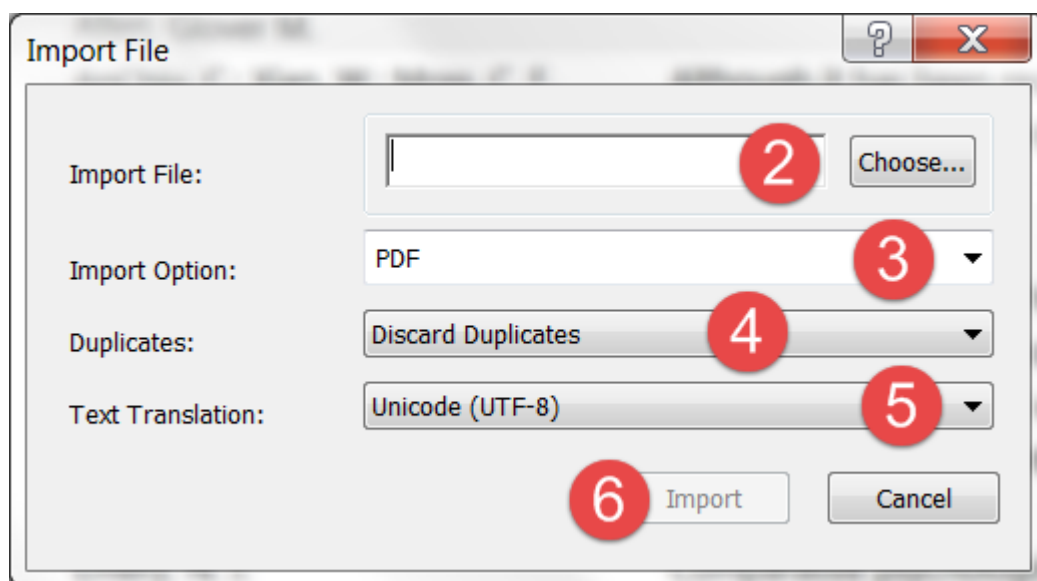 Import File
Import File: 2 Choose...
Import Option: PDF 3
Duplicates: Discard Duplicates 4
Text Translation: Unicode (UTF-8) 5
6 Import Cancel